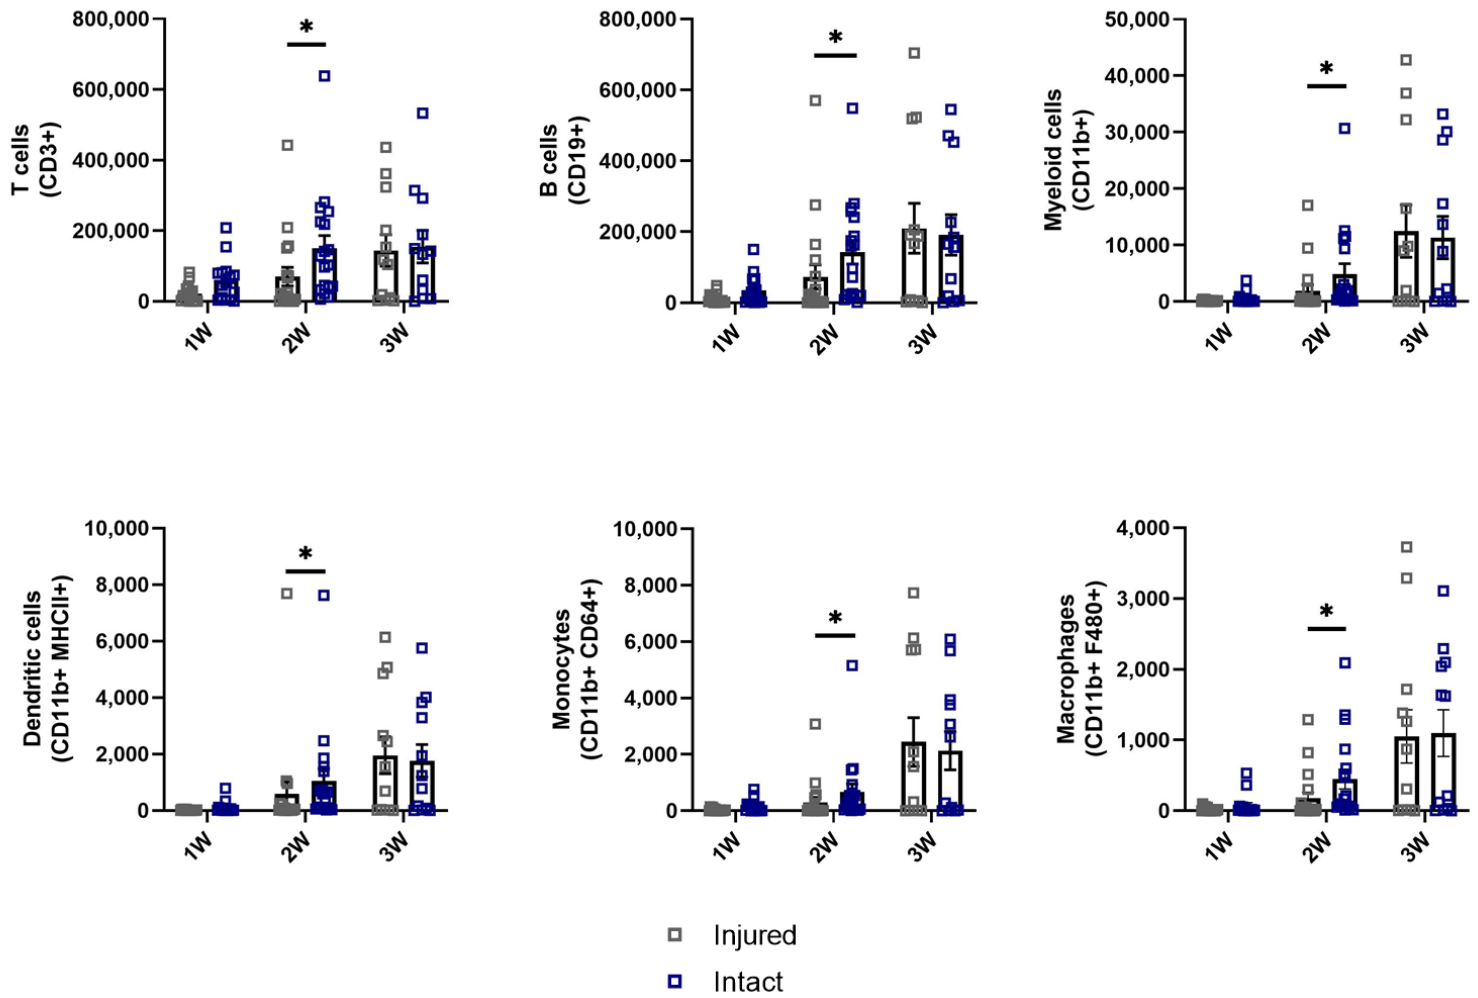 800,000
600,000
400,000
200,000
0
T cells
(CD3+)
*
1W
2W
3W
800,000
600,000
400,000
200,000
0
B cells
(CD19+)
*
1W
2W
3W
50,000
40,000
30,000
20,000
10,000
0
Myeloid cells
(CD11b+)
*
1W
2W
3W
10,000
8,000
6,000
4,000
2,000
0
Dendritic cells
(CD11b+ MHCII+)
*
1W
2W
3W
10,000
8,000
6,000
4,000
2,000
0
Monocytes
(CD11b+ CD64+)
*
1W
2W
3W
4,000
3,000
2,000
1,000
0
Macrophages
(CD11b+ F480+)
*
1W
2W
3W
Injured
Intact